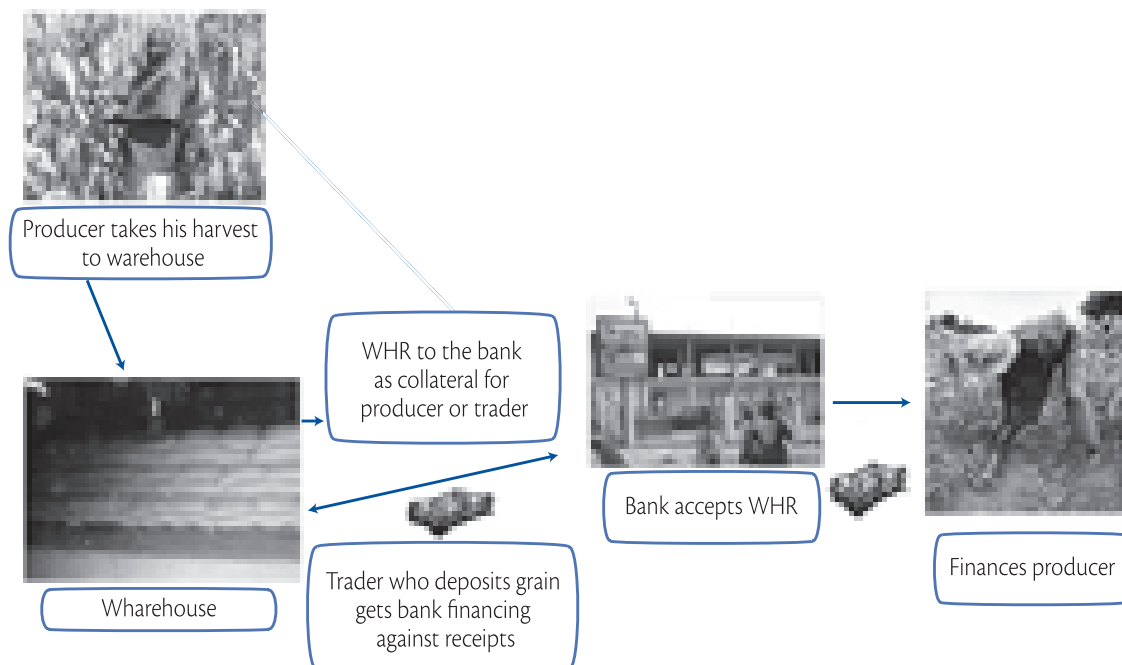 Producer takes his harvest
to warehouse
WHR to the bank
as collateral for
producer or trader
Bank accepts WHR
Finances producer
Wharehouse
Trader who deposits grain
gets bank financing
against receipts